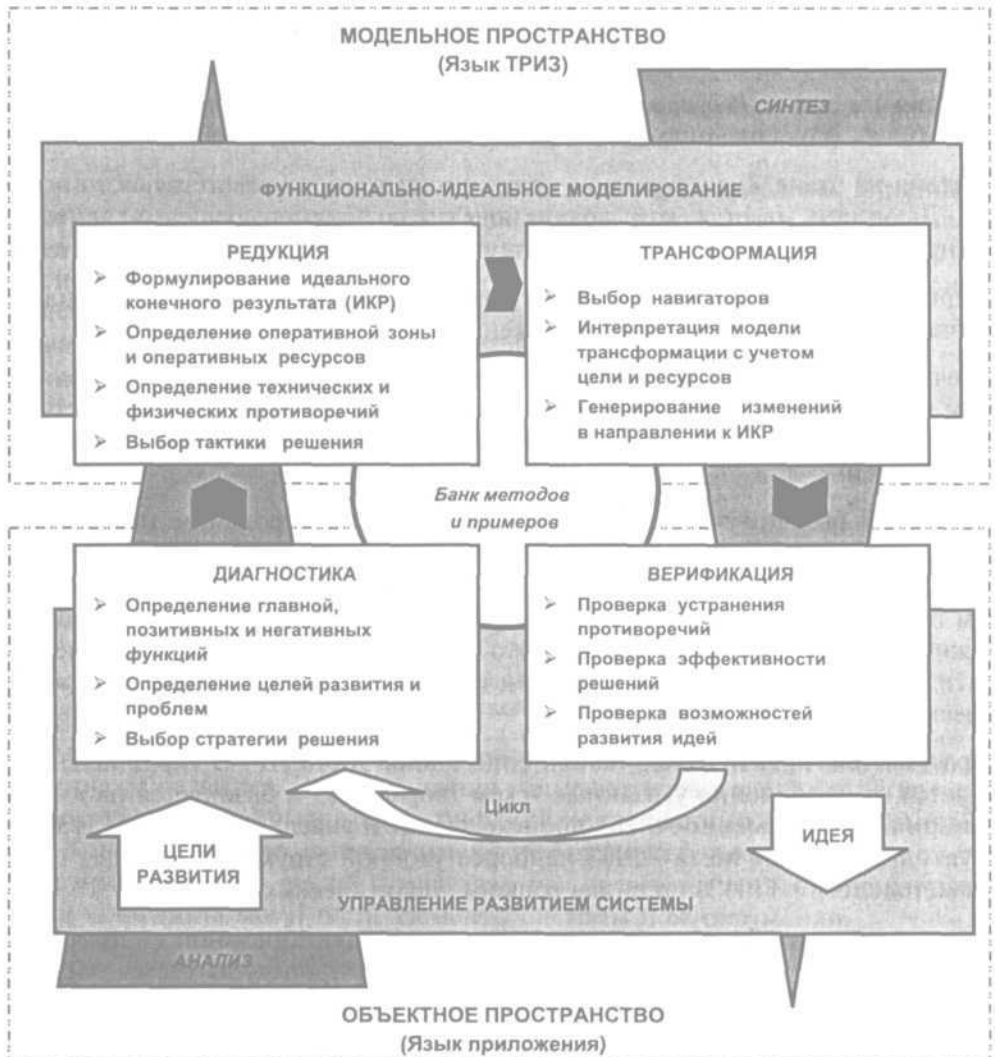 МОДЕЛЬНОЕ ПРОСТРАНСТВО
(Язык ТРИЗ)
СИНТЕЗ
ФУНКЦИОНАЛЬНО-ИДЕАЛЬНОЕ МОДЕЛИРОВАНИЕ
РЕДУКЦИЯ
➢ Формулирование идеального
конечного результата (ИКР)
➢ Определение оперативной зоны
и оперативных ресурсов
➢ Определение технических и
физических противоречий
➢ Выбор тактики решения
ТРАНСФОРМАЦИЯ
➢ Выбор навигаторов
➢ Интерпретация модели
трансформации с учетом
цели и ресурсов
➢ Генерирование изменений
в направлении к ИКР
Банк методов
и примеров
ДИАГНОСТИКА
➢ Определение главной,
позитивных и негативных
функций
➢ Определение целей развития и
проблем
➢ Выбор стратегии решения
ВЕРИФИКАЦИЯ
➢ Проверка устранения
противоречий
➢ Проверка эффективности
решений
➢ Проверка возможностей
развития идей
Цикл
ЦЕЛИ
РАЗВИТИЯ
ИДЕЯ
УПРАВЛЕНИЕ РАЗВИТИЕМ СИСТЕМЫ
АНАЛИЗ
ОБЪЕКТНОЕ ПРОСТРАНСТВО
(Язык приложения)